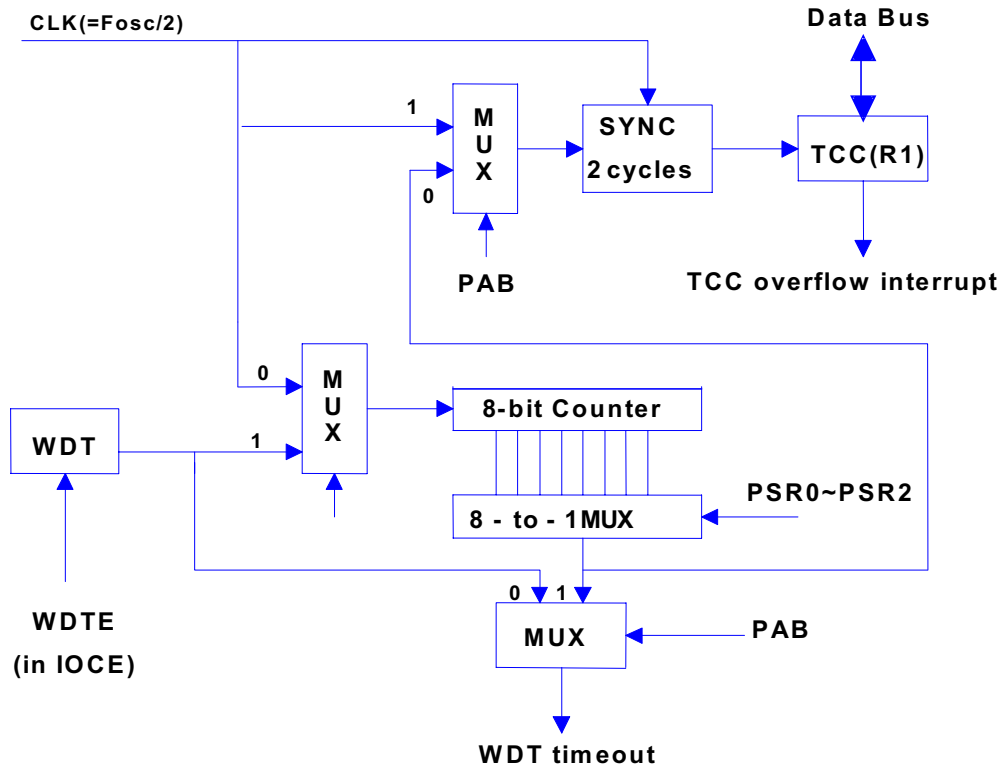 CLK(=Fosc/2)
Data Bus
1
M
U
X
0
SYNC
2 cycles
TCC(R1)
PAB
TCC overflow interrupt
0
M
U
X
1
WDT
8-bit Counter
PSR0~PSR2
8 - to - 1MUX
0 1
WDTE
(in IOCE)
MUX
PAB
WDT timeout